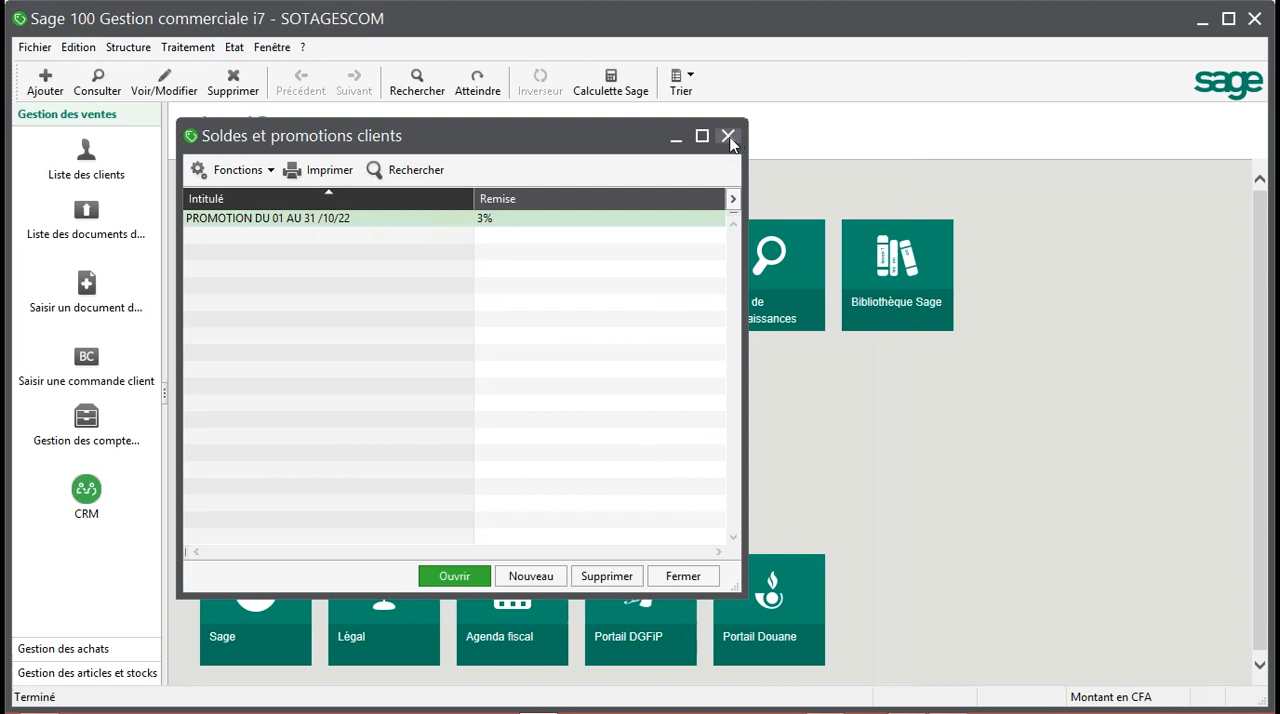 Sage 100 Gestion commerciale i7 - SOTAGESCOM
Fichier Edition Structure Traitement Etat Fenêtre ?
Ajouter Consulter Voir/Modifier Supprimer Précédent Suivant Rechercher Atteindre Inverseur Calculette Sage Trier
sage
Gestion des ventes
Liste des clients
Liste des documents d...
Saisir un document d...
BC
Saisir une commande client
Gestion des compte...
CRM
Gestion des achats
Gestion des articles et stocks
Soldes et promotions clients
Fonctions Imprimer Rechercher
Intitulé Remise
PROMOTION DU 01 AU 31 /10/22 3%
Ouvrir Nouveau Supprimer Fermer
de
aissances
Bibliothèque Sage
Sage
Légal
Agenda fiscal
Portail DGFiP
Portail Douane
Terminé
Montant en CFA